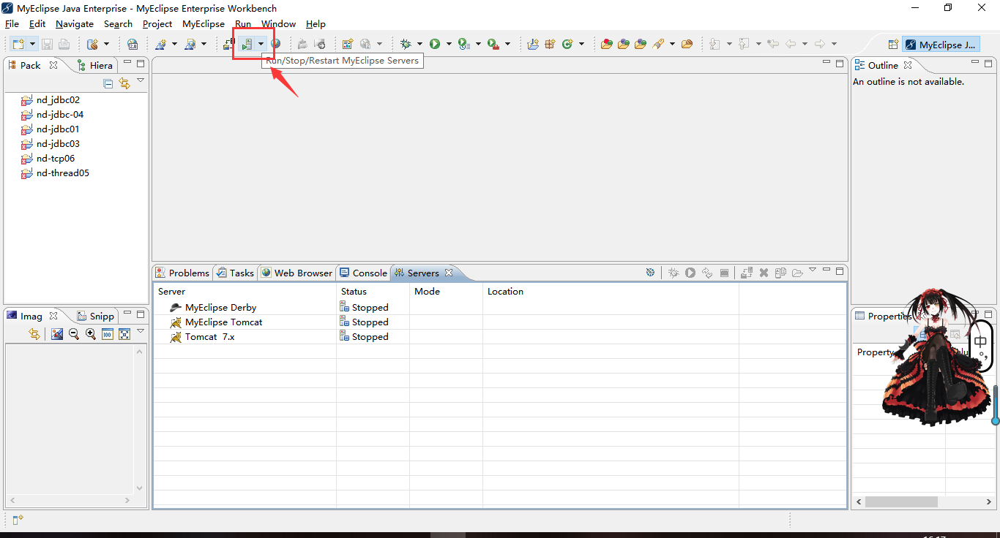 MyEclipse Java Enterprise - MyEclipse Enterprise Workbench
File Edit Navigate Search Project MyEclipse Run Window Help
2.0
MyEclipse J...
Run/Stop/Restart MyEclipse Servers
Pack Hiera
nd_jdbc02
nd-jdbc-04
nd-jdbc01
nd-jdbc03
nd-tcp06
nd-thread05
Outline
An outline is not available.
Problems Tasks Web Browser Console Servers
Server Status Mode Location
MyEclipse Derby Stopped
MyEclipse Tomcat Stopped
Tomcat 7.x Stopped
Imag Snipp
100
Properties
Property
中